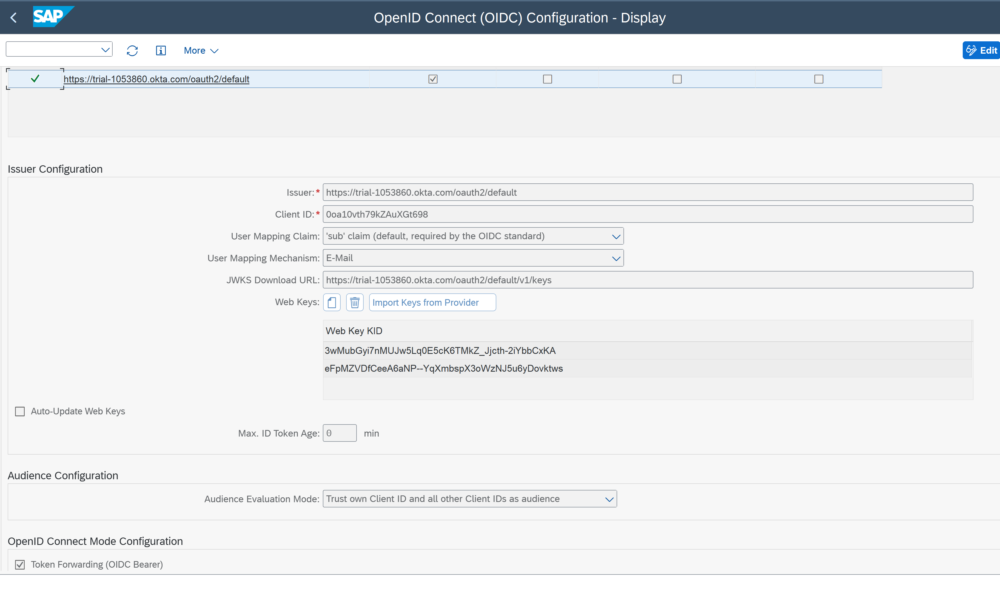 SAP
OpenID Connect (OIDC) Configuration - Display
More
Edit
https://trial-1053860.okta.com/oauth2/default
Issuer Configuration
Issuer:* https://trial-1053860.okta.com/oauth2/default
Client ID:* 0oa10vth79kZAuXGt698
User Mapping Claim: 'sub' claim (default, required by the OIDC standard)
User Mapping Mechanism: E-Mail
JWKS Download URL: https://trial-1053860.okta.com/oauth2/default/v1/keys
Web Keys: Import Keys from Provider
Web Key KID
3wMubGyi7nMUJw5Lq0E5cK6TMkZ_Jjcth-2iYbbCxKA
eFpMZVDfCeeA6aNP--YqXmbspX3oWzNJ5u6yDovktws
Auto-Update Web Keys
Max. ID Token Age: 0 min
Audience Configuration
Audience Evaluation Mode: Trust own Client ID and all other Client IDs as audience
OpenID Connect Mode Configuration
Token Forwarding (OIDC Bearer)